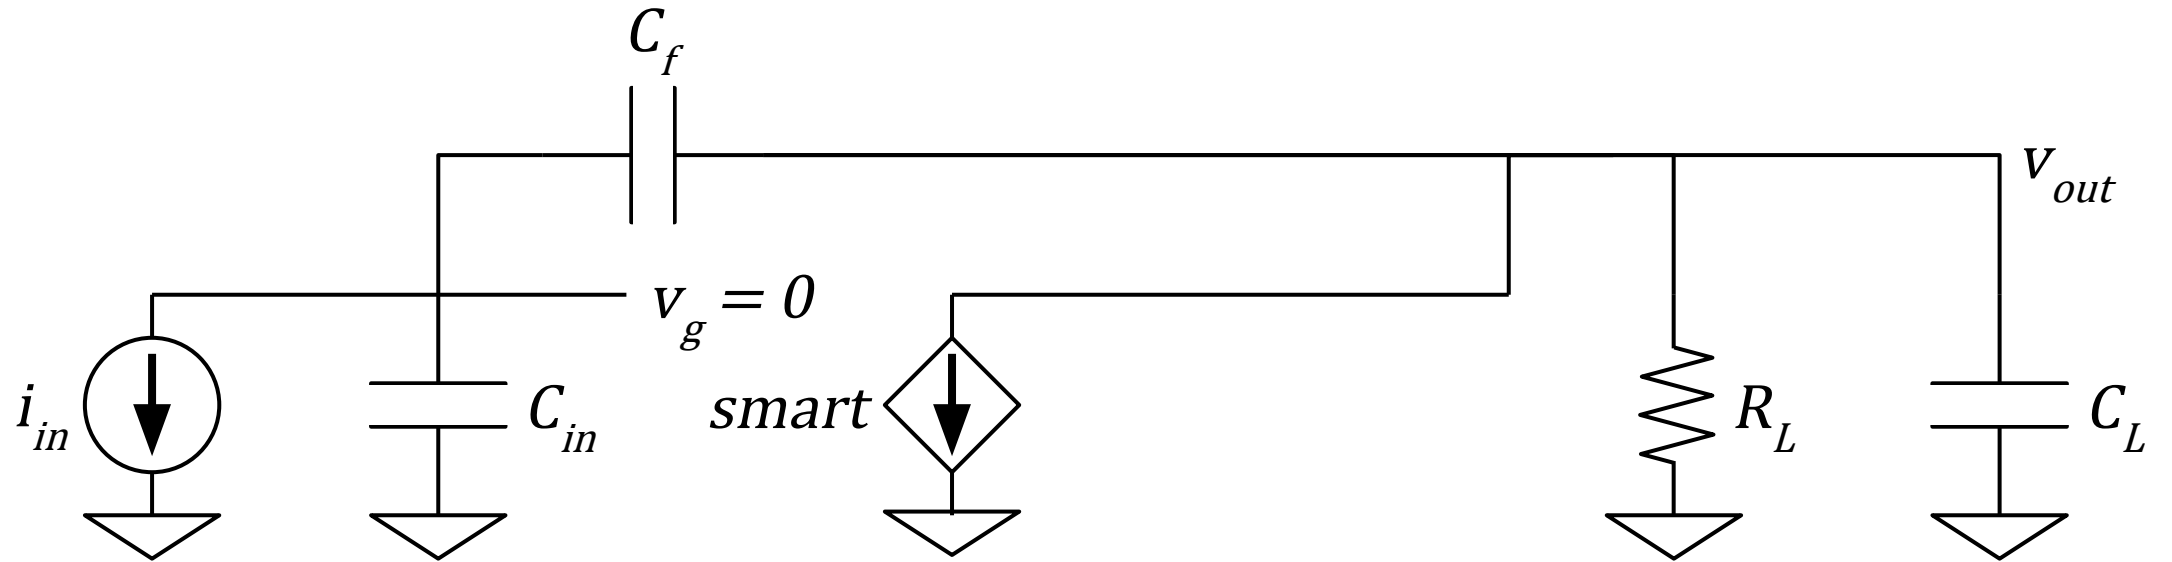 C_f
v_out
v_g = 0
i_in
C_in
smart
R_L
C_L